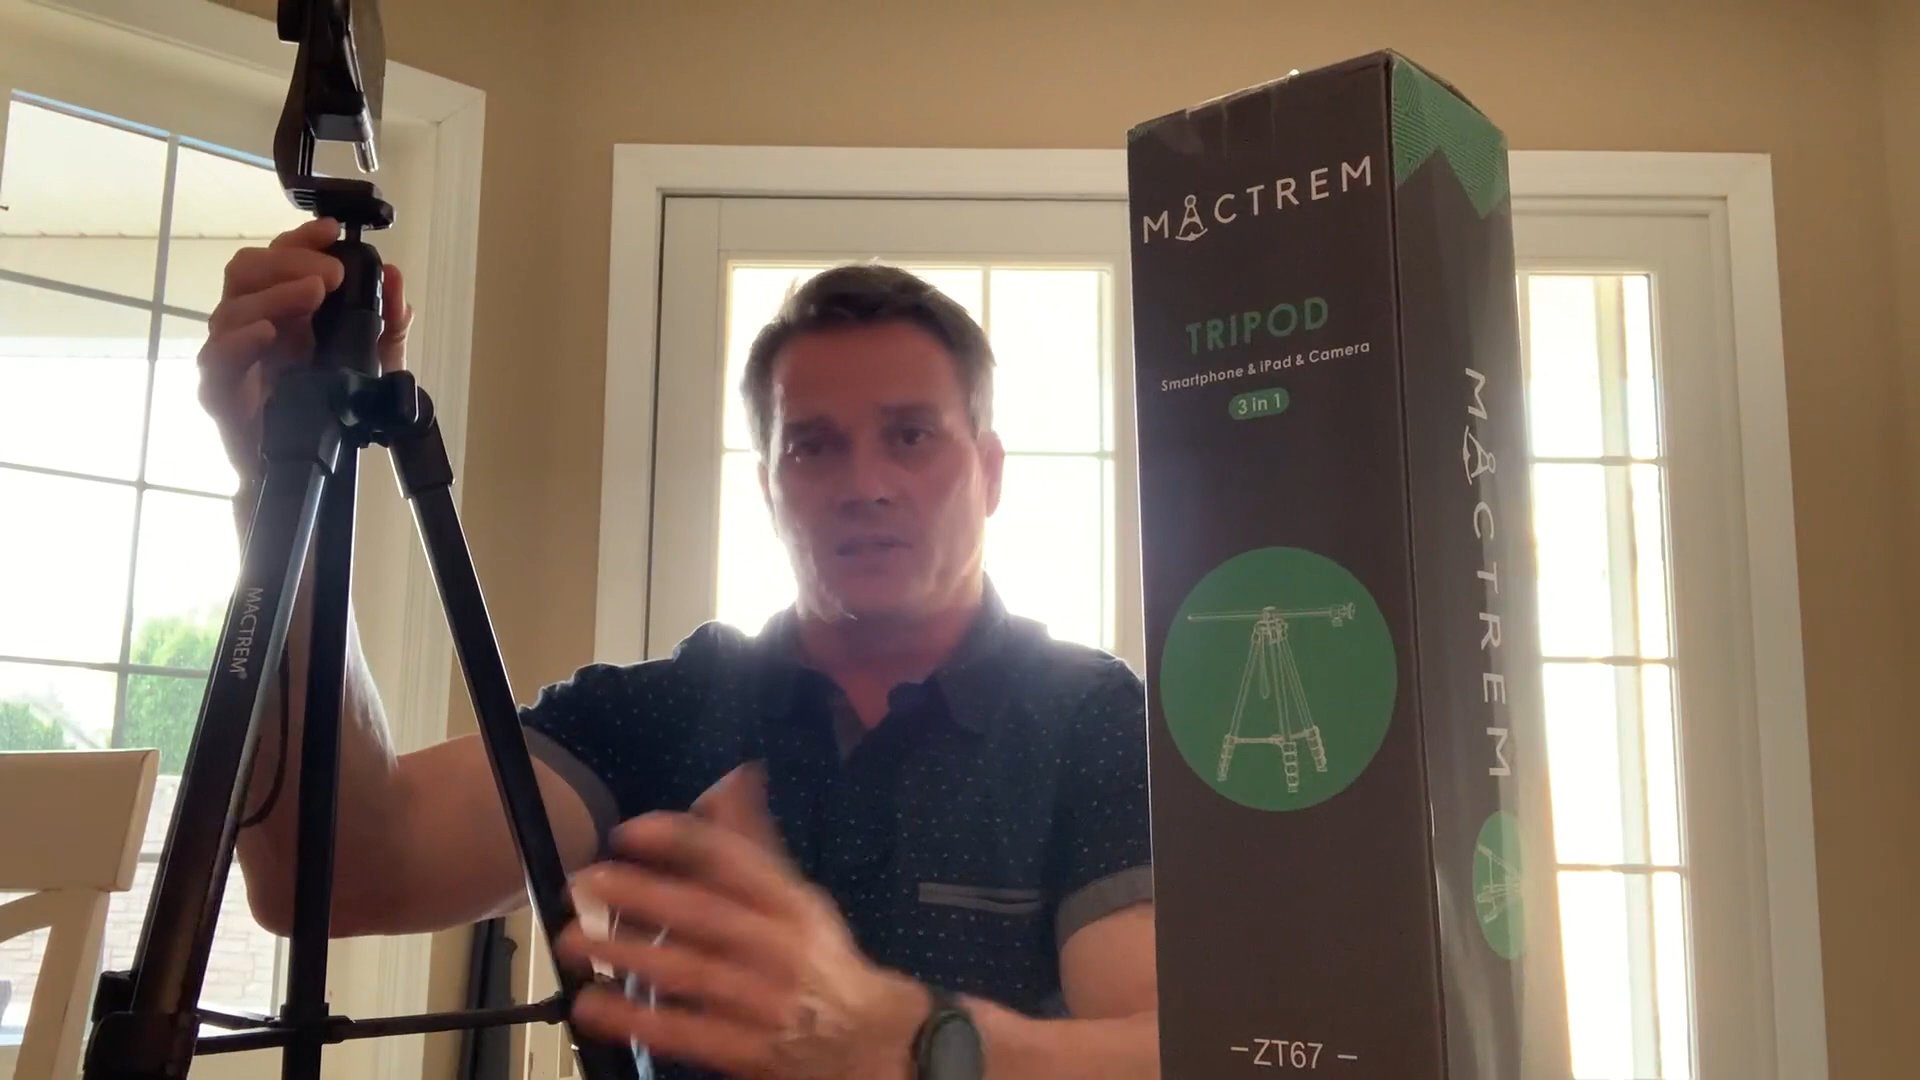 MACTREM
TRIPOD
Smartphone & iPad & Camera
3 in 1
-ZT67-
MACTREM
MACTREM®